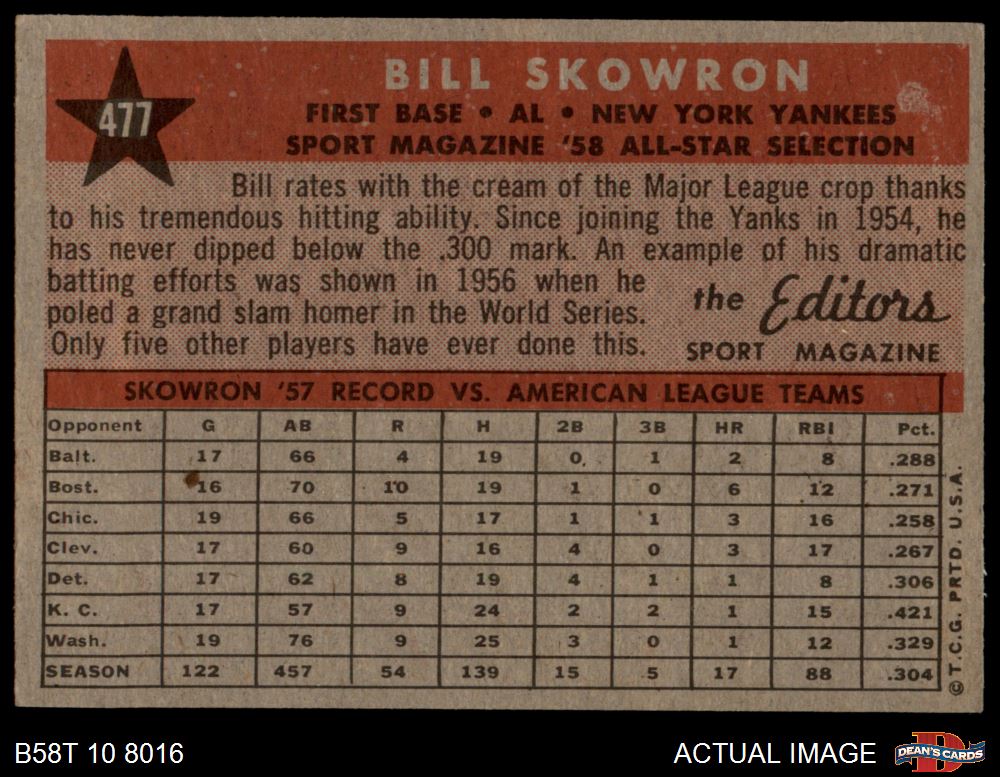 477
BILL SKOWRON
FIRST BASE • AL • NEW YORK YANKEES
SPORT MAGAZINE '58 ALL-STAR SELECTION
Bill rates with the cream of the Major League crop thanks
to his tremendous hitting ability. Since joining the Yanks in 1954, he
has never dipped below the .300 mark. An example of his dramatic
batting efforts was shown in 1956 when he
poled a grand slam homer in the World Series.
Only five other players have ever done this.
the Editors
SPORT MAGAZINE
SKOWRON '57 RECORD VS. AMERICAN LEAGUE TEAMS
Opponent G AB R H 2B 3B HR RBI Pct.
Balt. 17 66 4 19 0 1 2 8 .288
Bost. 16 70 10 19 1 0 6 12 .271
Chic. 19 66 5 17 1 1 3 16 .258
Clev. 17 60 9 16 4 0 3 17 .267
Det. 17 62 8 19 4 1 1 8 .306
K. C. 17 57 9 24 2 2 1 15 .421
Wash. 19 76 9 25 3 0 1 12 .329
SEASON 122 457 54 139 15 5 17 88 .304
© T.C.G. PRTD. U.S.A.
B58T 10 8016
ACTUAL IMAGE
D
DEAN'S CARDS